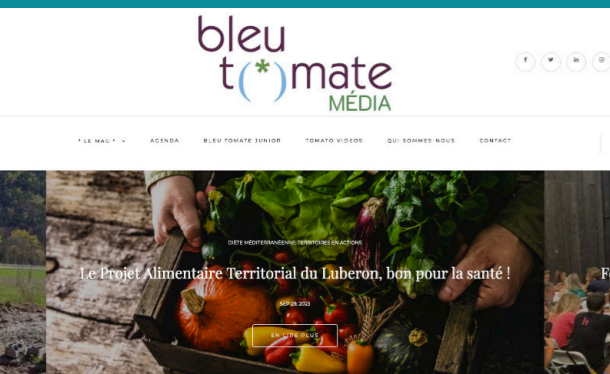 bleu
t(*)mate
MÉDIA
* LE MAG *
AGENDA
BLEU TOMATE JUNIOR
TOMATO VIDEOS
QUI SOMMES-NOUS
CONTACT
DIÈTE MÉDITERRANÉENNE, TERRITOIRES EN ACTIONS
Le Projet Alimentaire Territorial du Luberon, bon pour la santé !
SEP 29, 2023
EN LIRE PLUS